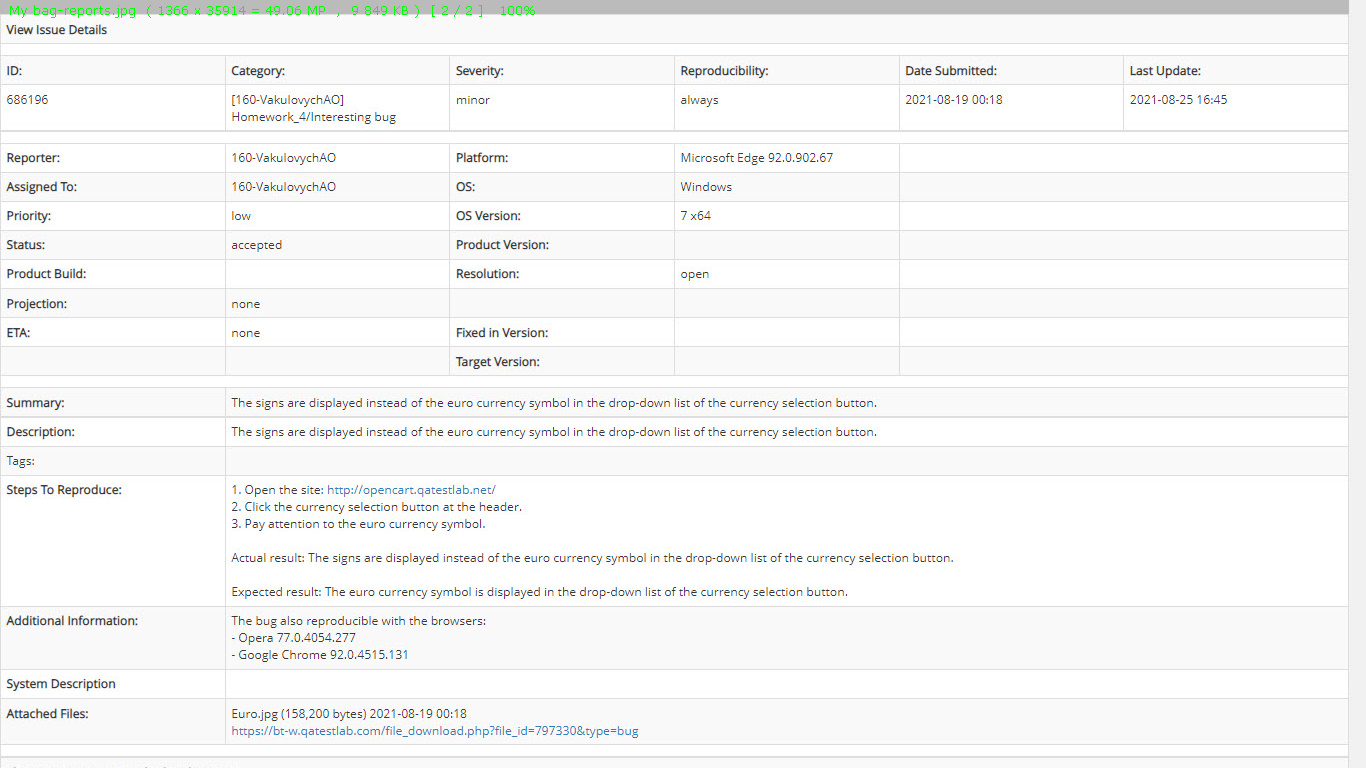 My bag-reports.jpg ( 1366 x 35914 = 49.06 MP , 9 849 KB ) [ 2 / 2 ] 100%
View Issue Details
ID: Category: Severity: Reproducibility: Date Submitted: Last Update:
686196 [160-VakulovychAO] minor always 2021-08-19 00:18 2021-08-25 16:45
Homework_4/Interesting bug
Reporter: 160-VakulovychAO Platform: Microsoft Edge 92.0.902.67
Assigned To: 160-VakulovychAO OS: Windows
Priority: low OS Version: 7 x64
Status: accepted Product Version:
Product Build: Resolution: open
Projection: none
ETA: none Fixed in Version:
Target Version:
Summary: The signs are displayed instead of the euro currency symbol in the drop-down list of the currency selection button.
Description: The signs are displayed instead of the euro currency symbol in the drop-down list of the currency selection button.
Tags:
Steps To Reproduce: 1. Open the site: http://opencart.qatestlab.net/
2. Click the currency selection button at the header.
3. Pay attention to the euro currency symbol.
Actual result: The signs are displayed instead of the euro currency symbol in the drop-down list of the currency selection button.
Expected result: The euro currency symbol is displayed in the drop-down list of the currency selection button.
Additional Information: The bug also reproducible with the browsers:
- Opera 77.0.4054.277
- Google Chrome 92.0.4515.131
System Description
Attached Files: Euro.jpg (158,200 bytes) 2021-08-19 00:18
https://bt-w.qatestlab.com/file_download.php?file_id=797330&type=bug